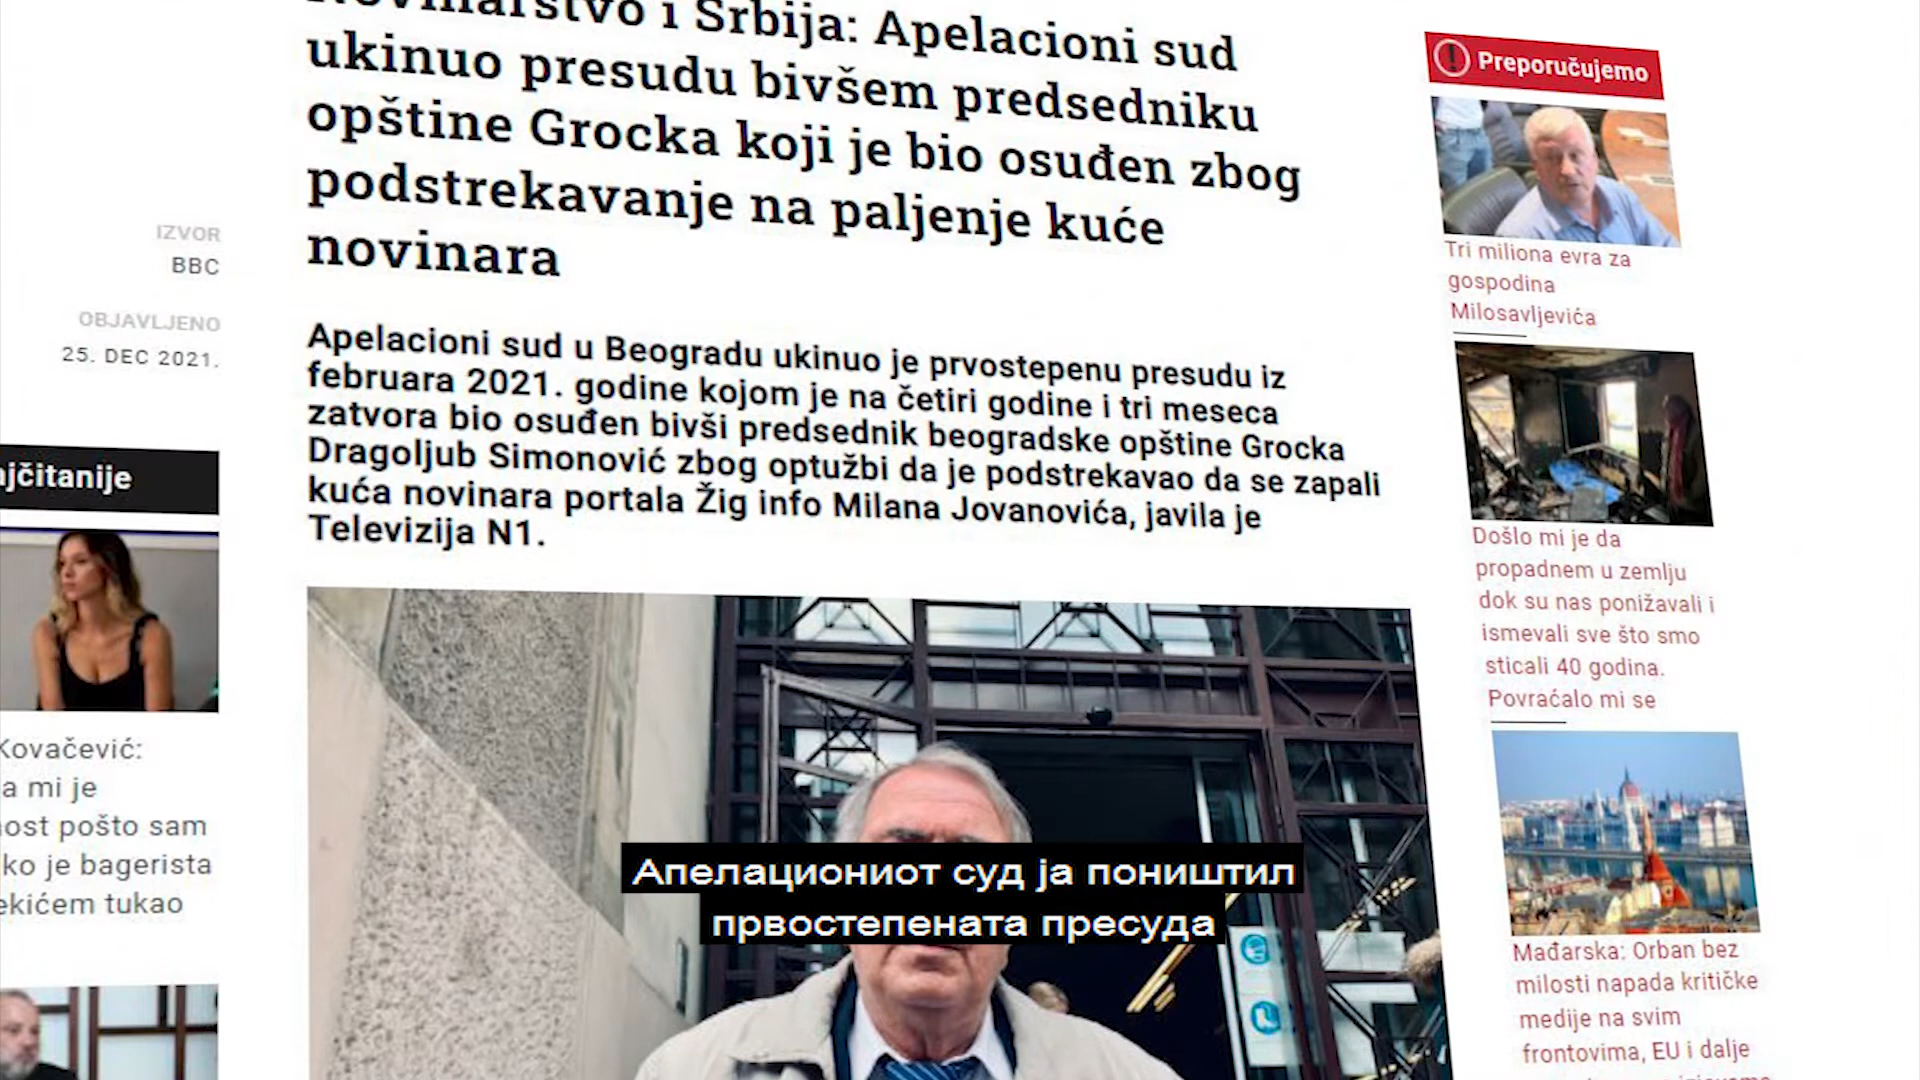 Novinarstvo i Srbija: Apelacioni sud
ukinuo presudu bivšem predsedniku
opštine Grocka koji je bio osuđen zbog
podstrekavanje na paljenje kuće
novinara
IZVOR
BBC
OBJAVLJENO
25. DEC 2021.
Apelacioni sud u Beogradu ukinuo je prvostepenu presudu iz
februara 2021. godine kojom je na četiri godine i tri meseca
zatvora bio osuđen bivši predsednik beogradske opštine Grocka
Dragoljub Simonović zbog optužbi da je podstrekavao da se zapali
kuća novinara portala Žig info Milana Jovanovića, javila je
Televizija N1.
ajčitanije
Kovačević:
a mi je
nost pošto sam
ko je bagerista
ekićem tukao
Preporučujemo
Tri miliona evra za
gospodina
Milosavljevića
Došlo mi je da
propadnem u zemlju
dok su nas ponižavali i
ismevali sve što smo
sticali 40 godina.
Povraćalo mi se
Mađarska: Orban bez
milosti napada kritičke
medije na svim
frontovima, EU i dalje
Апелациониот суд ја поништил
првостепената пресуда